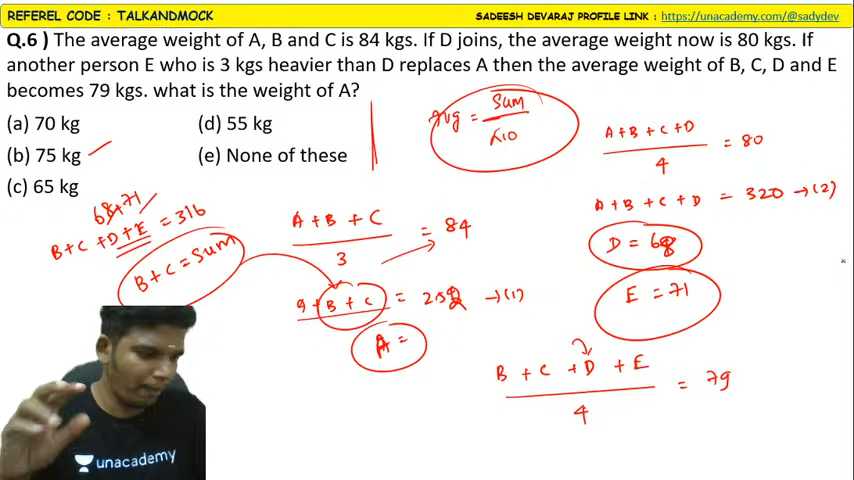 REFEREL CODE : TALKANDMOCK
SADEESH DEVARAJ PROFILE LINK : https://unacademy.com/@sadydev
Q.6 ) The average weight of A, B and C is 84 kgs. If D joins, the average weight now is 80 kgs. If
another person E who is 3 kgs heavier than D replaces A then the average weight of B, C, D and E
becomes 79 kgs. what is the weight of A?
(a) 70 kg
(d) 55 kg
(b) 75 kg
(e) None of these
(c) 65 kg
Avg = Sum
A+B+C+D
4
= 80
A+B+C+D = 320 →(2)
68+71
B+C+D+E = 316
B+C = Sum
A+B+C
3
= 84
+B+C = →(1)
A =
D = 68
E = 71
B+C+D+E
4
= 79
unacademy